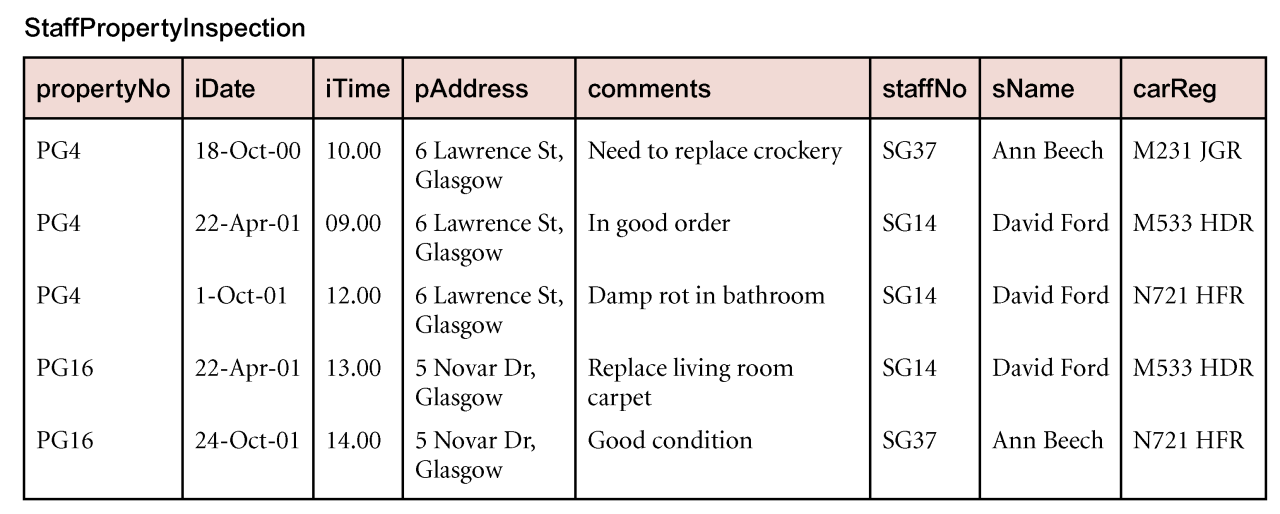 StaffPropertyInspection
propertyNo iDate iTime pAddress comments staffNo sName carReg
PG4 18-Oct-00 10.00 6 Lawrence St, Need to replace crockery SG37 Ann Beech M231 JGR
Glasgow
PG4 22-Apr-01 09.00 6 Lawrence St, In good order SG14 David Ford M533 HDR
Glasgow
PG4 1-Oct-01 12.00 6 Lawrence St, Damp rot in bathroom SG14 David Ford N721 HFR
Glasgow
PG16 22-Apr-01 13.00 5 Novar Dr, Replace living room SG14 David Ford M533 HDR
Glasgow carpet
PG16 24-Oct-01 14.00 5 Novar Dr, Good condition SG37 Ann Beech N721 HFR
Glasgow